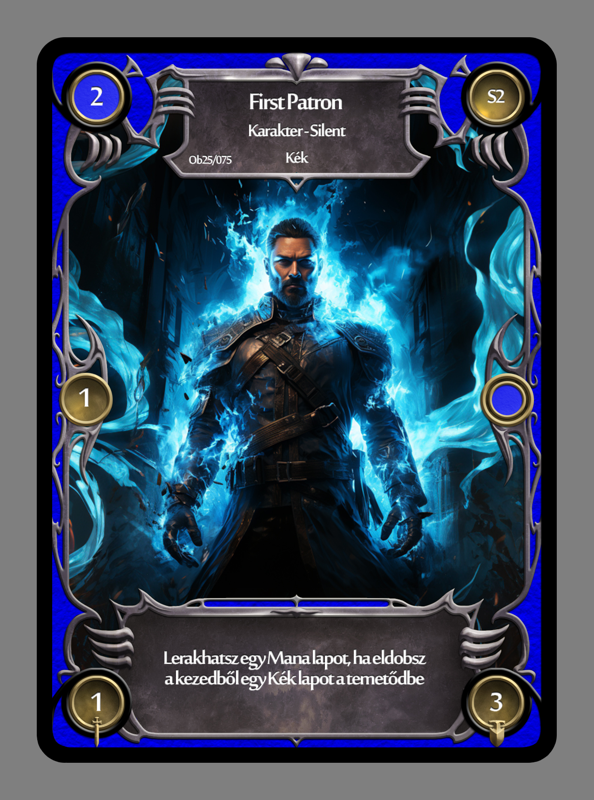 2
First Patron
S2
Karakter - Silent
Ob25/075
Kék
1
Lerakhatsz egy Mana lapot, ha eldobsz
a kezedből egy Kék lapot a temetődbe
1
3